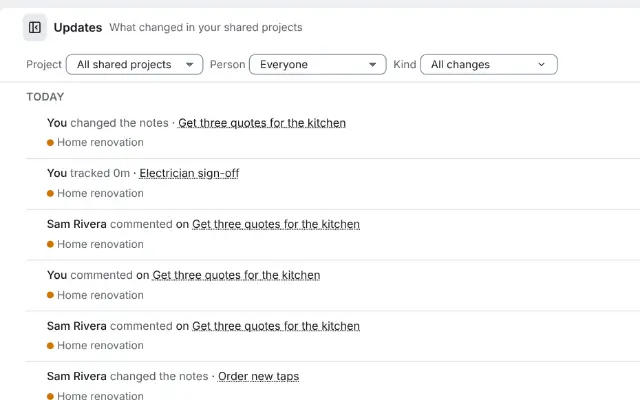 Updates What changed in your shared projects
Project All shared projects Person Everyone Kind All changes
TODAY
You changed the notes · Get three quotes for the kitchen
Home renovation
You tracked 0m · Electrician sign-off
Home renovation
Sam Rivera commented on Get three quotes for the kitchen
Home renovation
You commented on Get three quotes for the kitchen
Home renovation
Sam Rivera commented on Get three quotes for the kitchen
Home renovation
Sam Rivera changed the notes · Order new taps
Home renovation